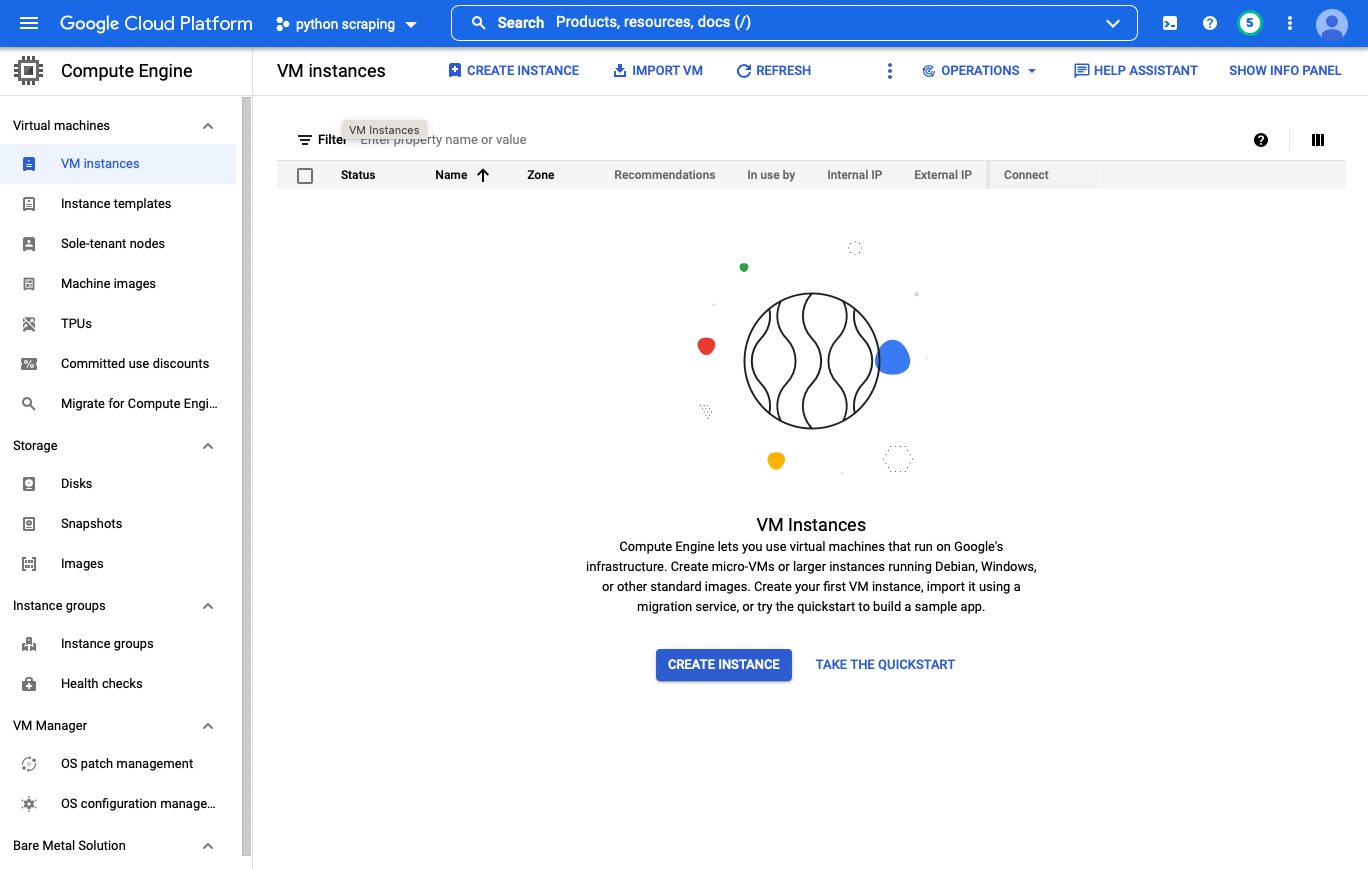 Google Cloud Platform
python scraping
Search Products, resources, docs (/)
5
Compute Engine
VM instances
CREATE INSTANCE
IMPORT VM
REFRESH
OPERATIONS
HELP ASSISTANT
SHOW INFO PANEL
Virtual machines
VM instances
Instance templates
Sole-tenant nodes
Machine images
TPUs
Committed use discounts
Migrate for Compute Engi...
Storage
Disks
Snapshots
Images
Instance groups
Instance groups
Health checks
VM Manager
OS patch management
OS configuration manage...
Bare Metal Solution
VM Instances
Filter Enter property name or value
Status Name Zone Recommendations In use by Internal IP External IP Connect
VM Instances
Compute Engine lets you use virtual machines that run on Google's
infrastructure. Create micro-VMs or larger instances running Debian, Windows,
or other standard images. Create your first VM instance, import it using a
migration service, or try the quickstart to build a sample app.
CREATE INSTANCE
TAKE THE QUICKSTART